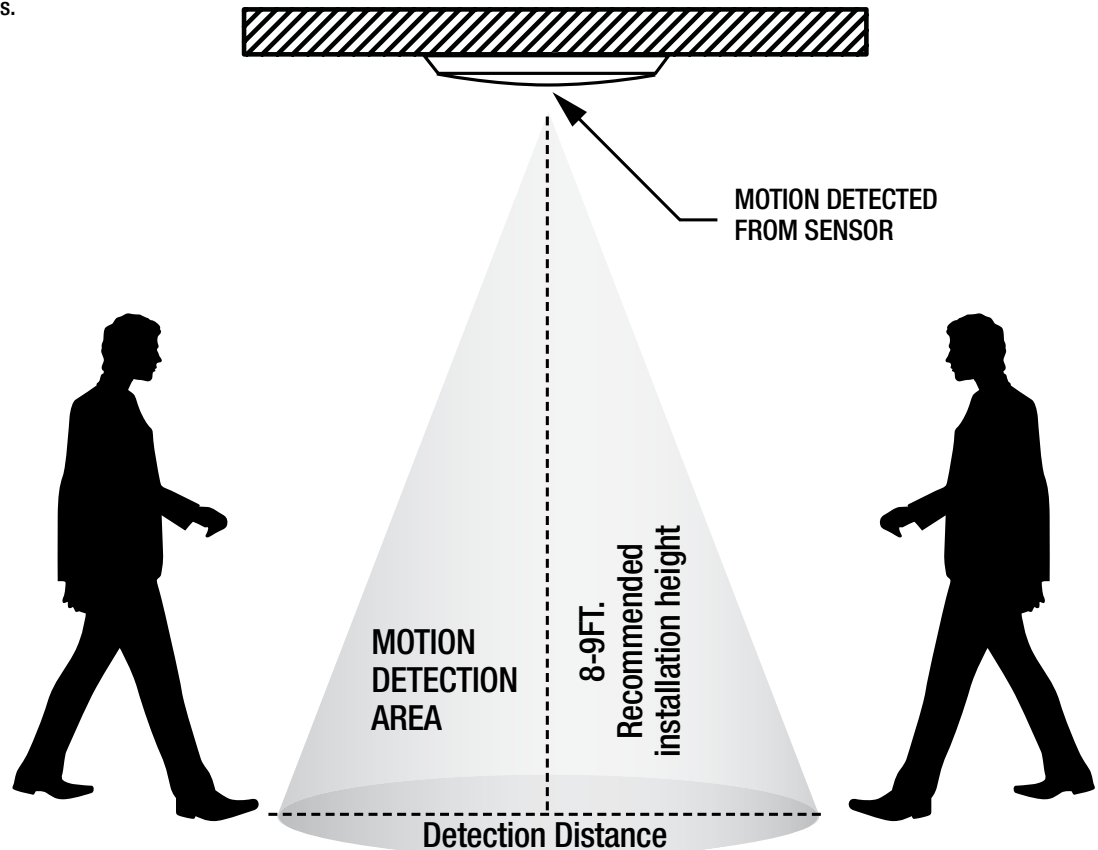 s.
MOTION DETECTED
FROM SENSOR
8-9FT.
Recommended
installation height
MOTION
DETECTION
AREA
Detection Distance